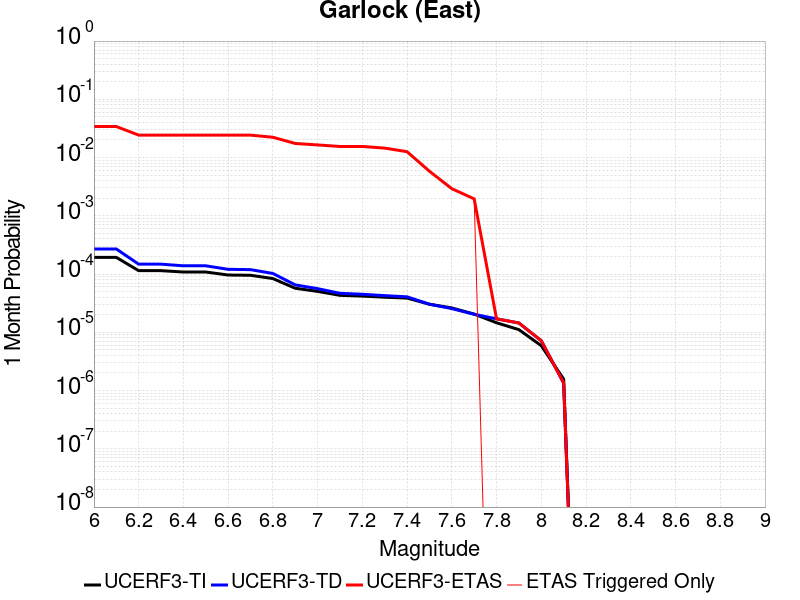 Garlock (East)
10^0
10^-1
10^-2
10^-3
10^-4
10^-5
10^-6
10^-7
10^-8
1 Month Probability
6 6.2 6.4 6.6 6.8 7 7.2 7.4 7.6 7.8 8 8.2 8.4 8.6 8.8 9
Magnitude
UCERF3-TI UCERF3-TD UCERF3-ETAS ETAS Triggered Only